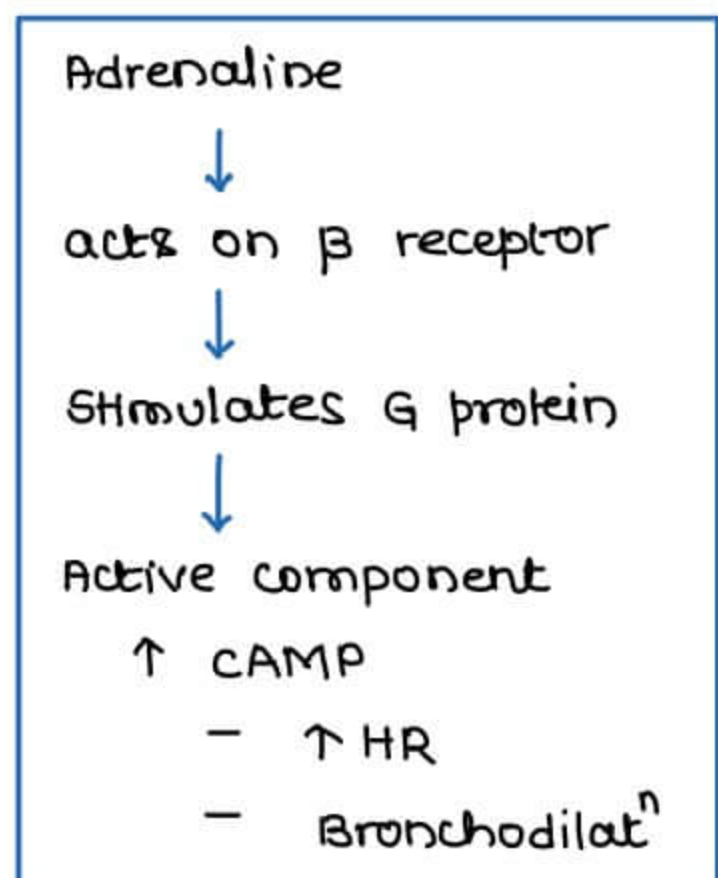 Adrenaline
↓
acts on β receptor
↓
Stimulates G protein
↓
Active component
↑ CAMP
– ↑ HR
– Bronchodilatⁿ